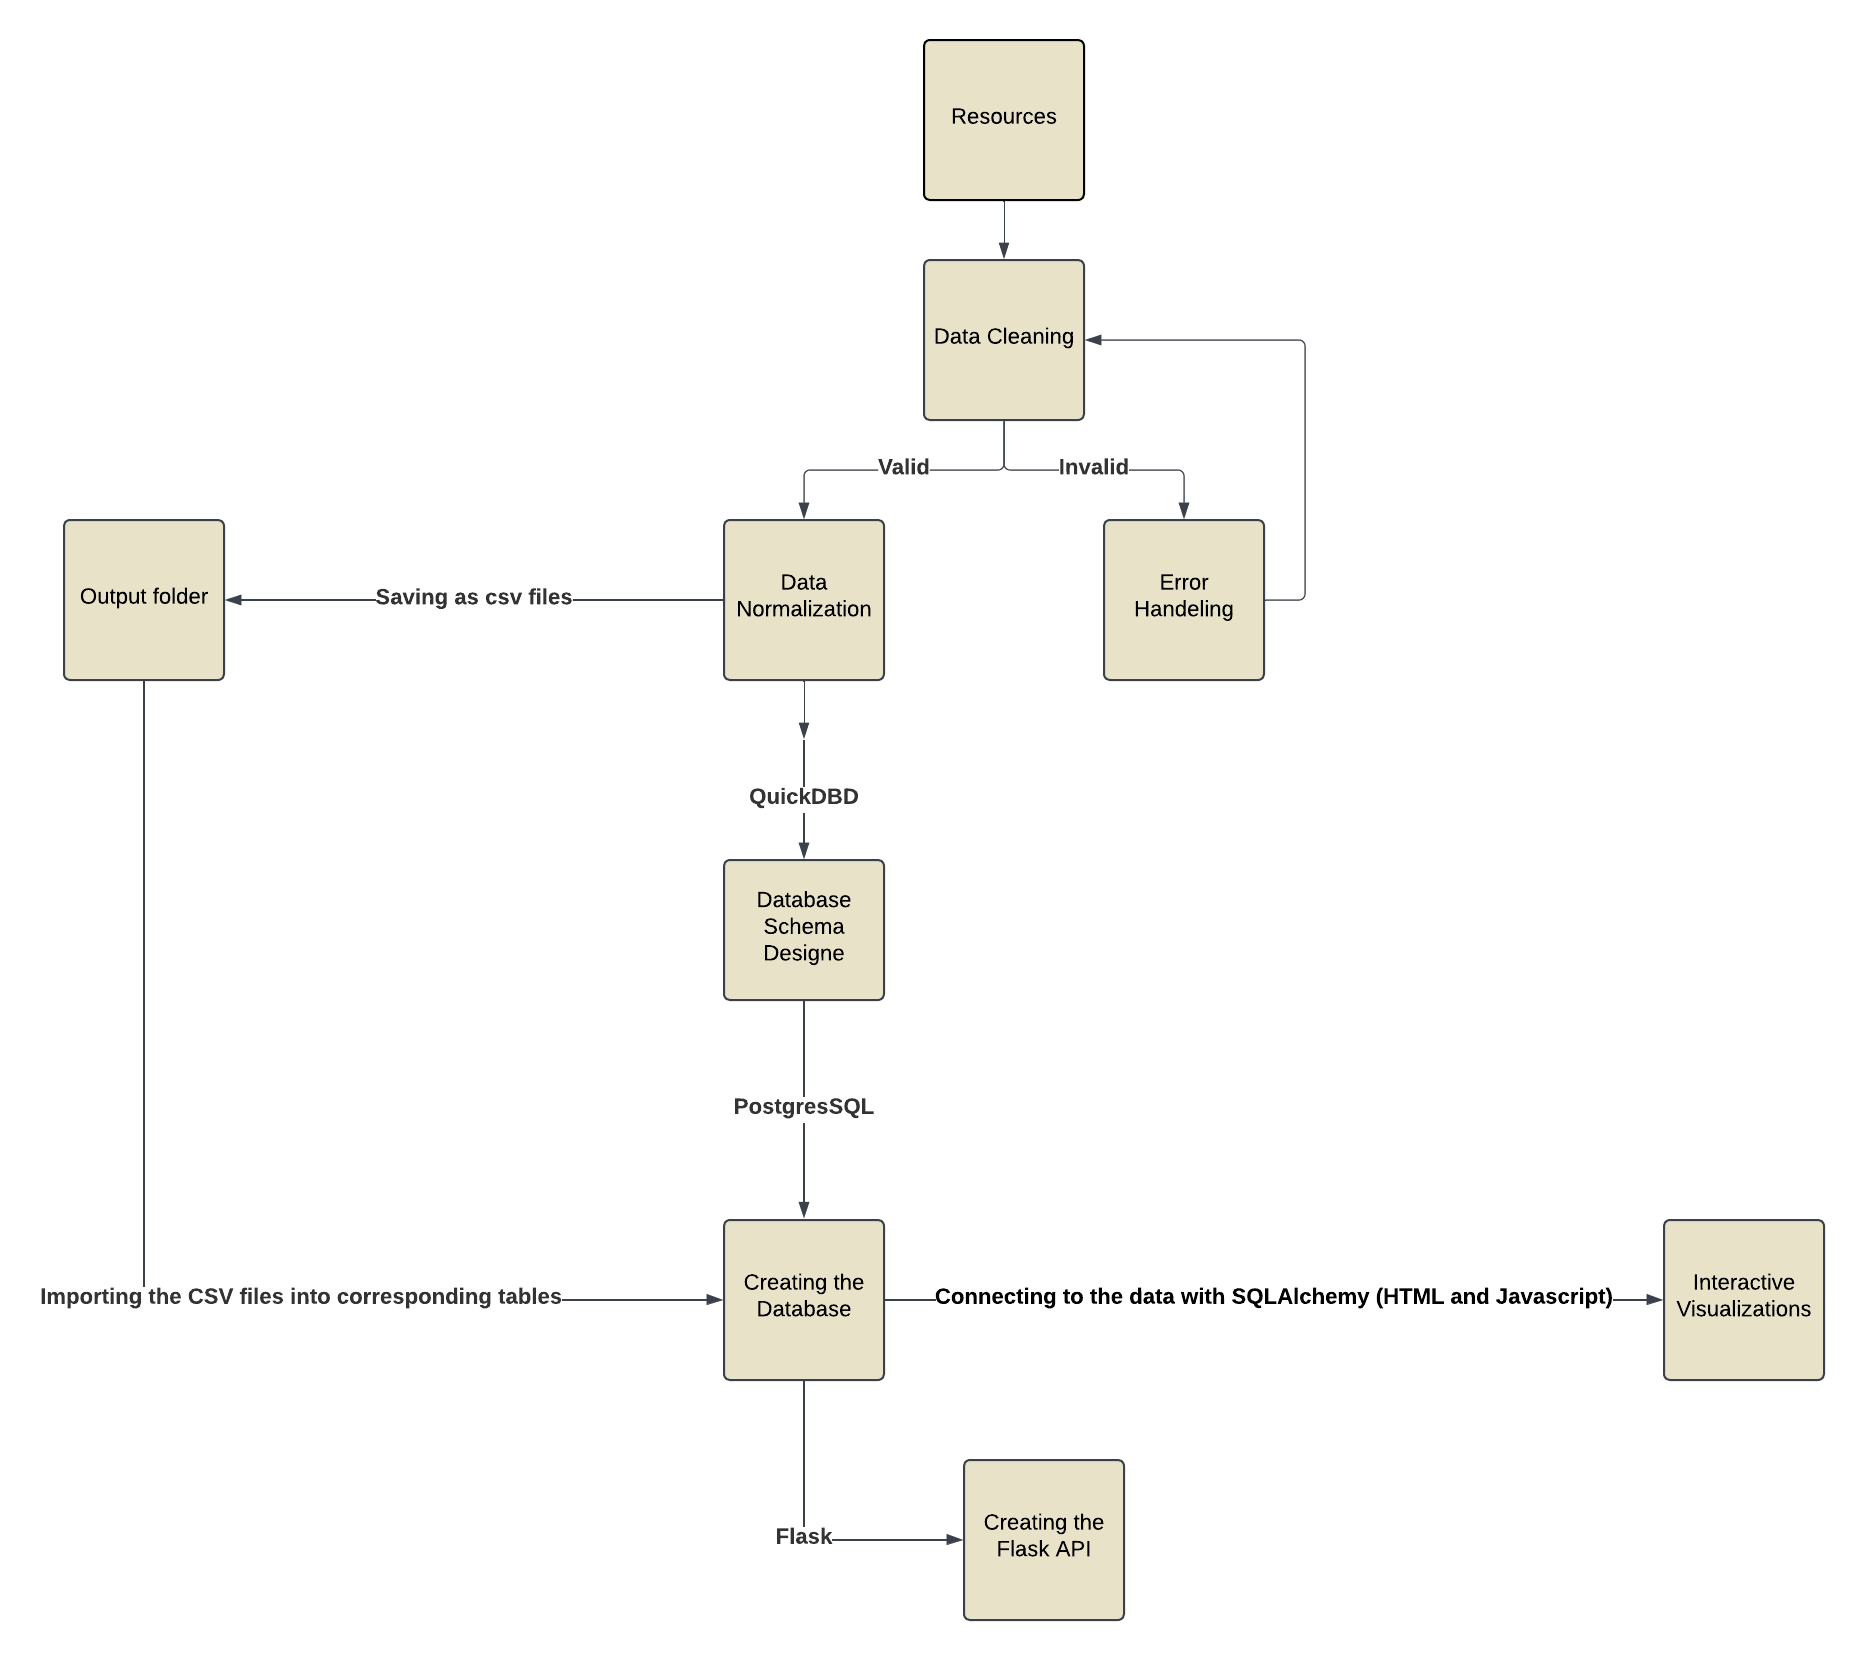 Resources
Data Cleaning
Valid
Invalid
Output folder
Saving as csv files
Data
Normalization
Error
Handeling
QuickDBD
Database
Schema
Designe
PostgresSQL
Importing the CSV files into corresponding tables
Creating the
Database
Connecting to the data with SQLAlchemy (HTML and Javascript)
Interactive
Visualizations
Flask
Creating the
Flask API